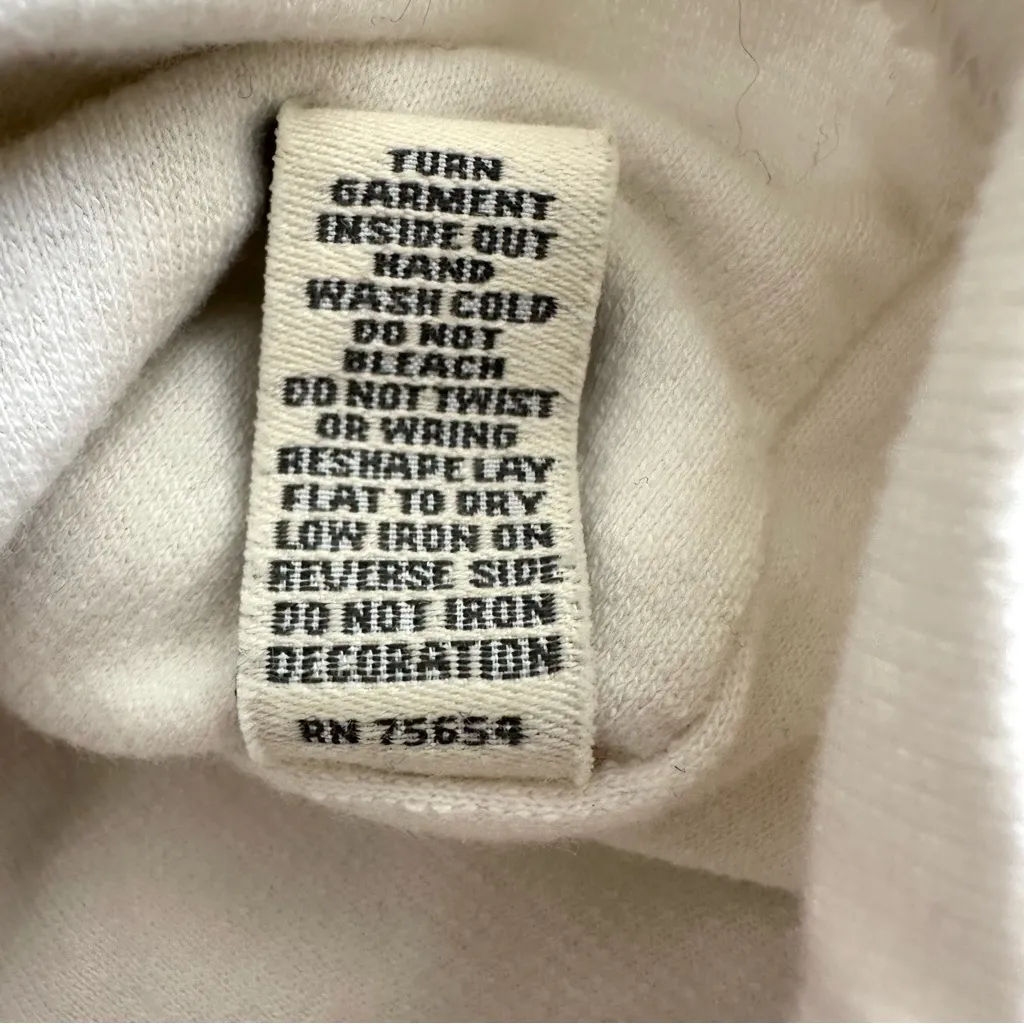 TURN
GARMENT
INSIDE OUT
HAND
WASH COLD
DO NOT
BLEACH
DO NOT TWIST
OR WRING
RESHAPE LAY
FLAT TO DRY
LOW IRON ON
REVERSE SIDE
DO NOT IRON
DECORATION
RN 75654